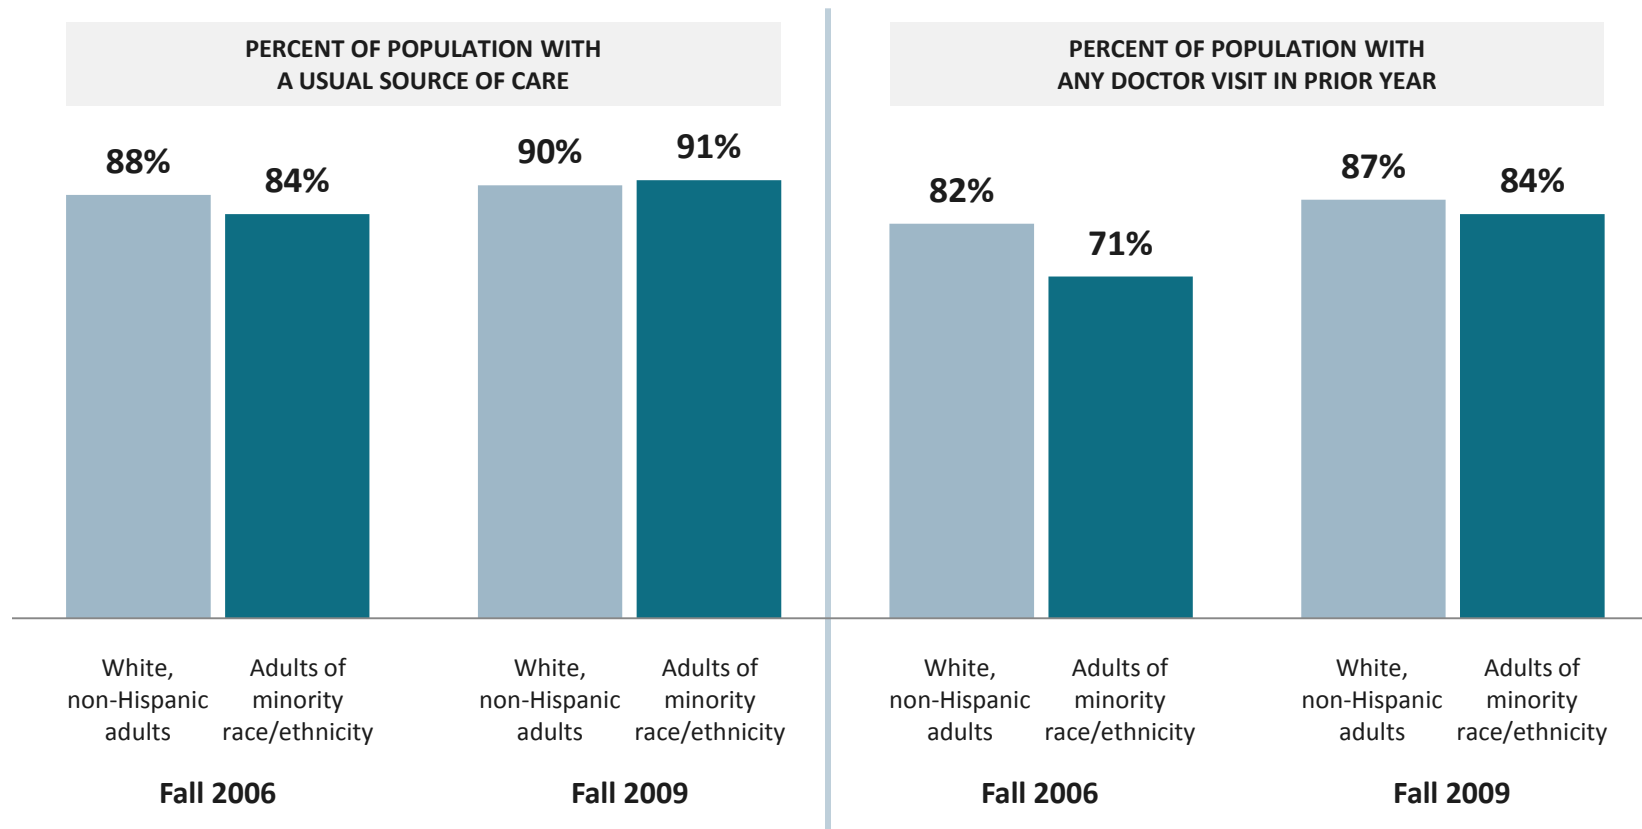 PERCENT OF POPULATION WITH
A USUAL SOURCE OF CARE
88%
84%
90%
91%
White,
non-Hispanic
adults
Adults of
minority
race/ethnicity
White,
non-Hispanic
adults
Adults of
minority
race/ethnicity
Fall 2006
Fall 2009
PERCENT OF POPULATION WITH
ANY DOCTOR VISIT IN PRIOR YEAR
82%
71%
87%
84%
White,
non-Hispanic
adults
Adults of
minority
race/ethnicity
White,
non-Hispanic
adults
Adults of
minority
race/ethnicity
Fall 2006
Fall 2009